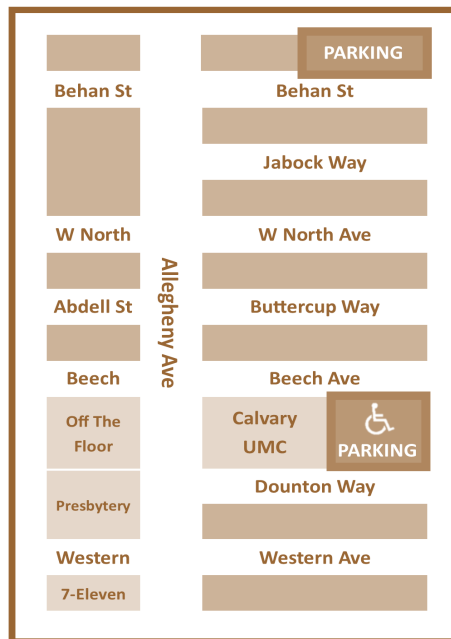 PARKING
Behan St
Behan St
Jabock Way
W North
W North Ave
Allegheny Ave
Abdell St
Buttercup Way
Beech
Beech Ave
Off The
Floor
Calvary
UMC
PARKING
Presbytery
Dounton Way
Western
Western Ave
7-Eleven